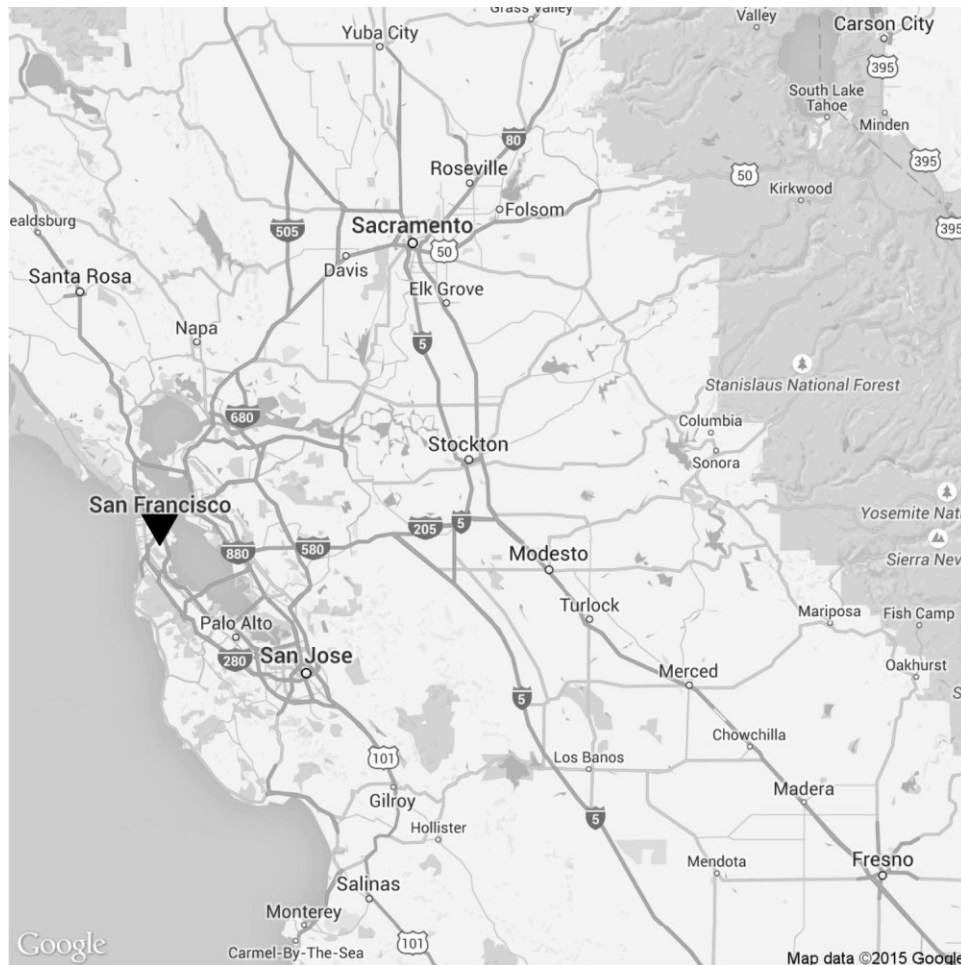 Grass Valley
Yuba City
Valley
Carson City
395
South Lake
Tahoe
Minden
80
Roseville
50
395
Kirkwood
Folsom
ealdsburg
505
Sacramento
50
395
Davis
Santa Rosa
Elk Grove
Napa
5
Stanislaus National Forest
680
Columbia
Stockton
Sonora
San Francisco
Yosemite Nati
205
5
880
580
Modesto
Sierra Nev
Turlock
Mariposa
Fish Camp
Palo Alto
280
San Jose
Merced
Oakhurst
5
S
Chowchilla
101
Los Banos
Gilroy
Madera
5
Hollister
Mendota
Fresno
Salinas
Monterey
101
Google
Carmel-By-The-Sea
Map data ©2015 Google